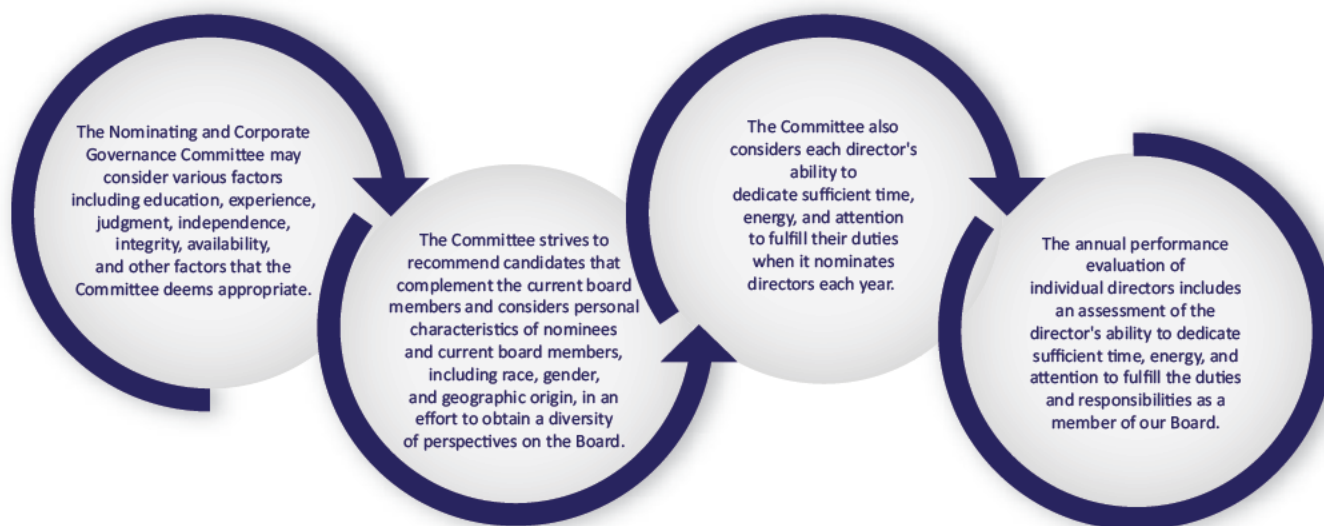 The Nominating and Corporate
Governance Committee may
consider various factors
including education, experience,
judgment, independence,
integrity, availability,
and other factors that the
Committee deems appropriate.
The Committee strives to
recommend candidates that
complement the current board
members and considers personal
characteristics of nominees
and current board members,
including race, gender,
and geographic origin, in an
effort to obtain a diversity
of perspectives on the Board.
The Committee also
considers each director's
ability to
dedicate sufficient time,
energy, and attention
to fulfill their duties
when it nominates
directors each year.
The annual performance
evaluation of
individual directors includes
an assessment of the
director's ability to dedicate
sufficient time, energy, and
attention to fulfill the duties
and responsibilities as a
member of our Board.